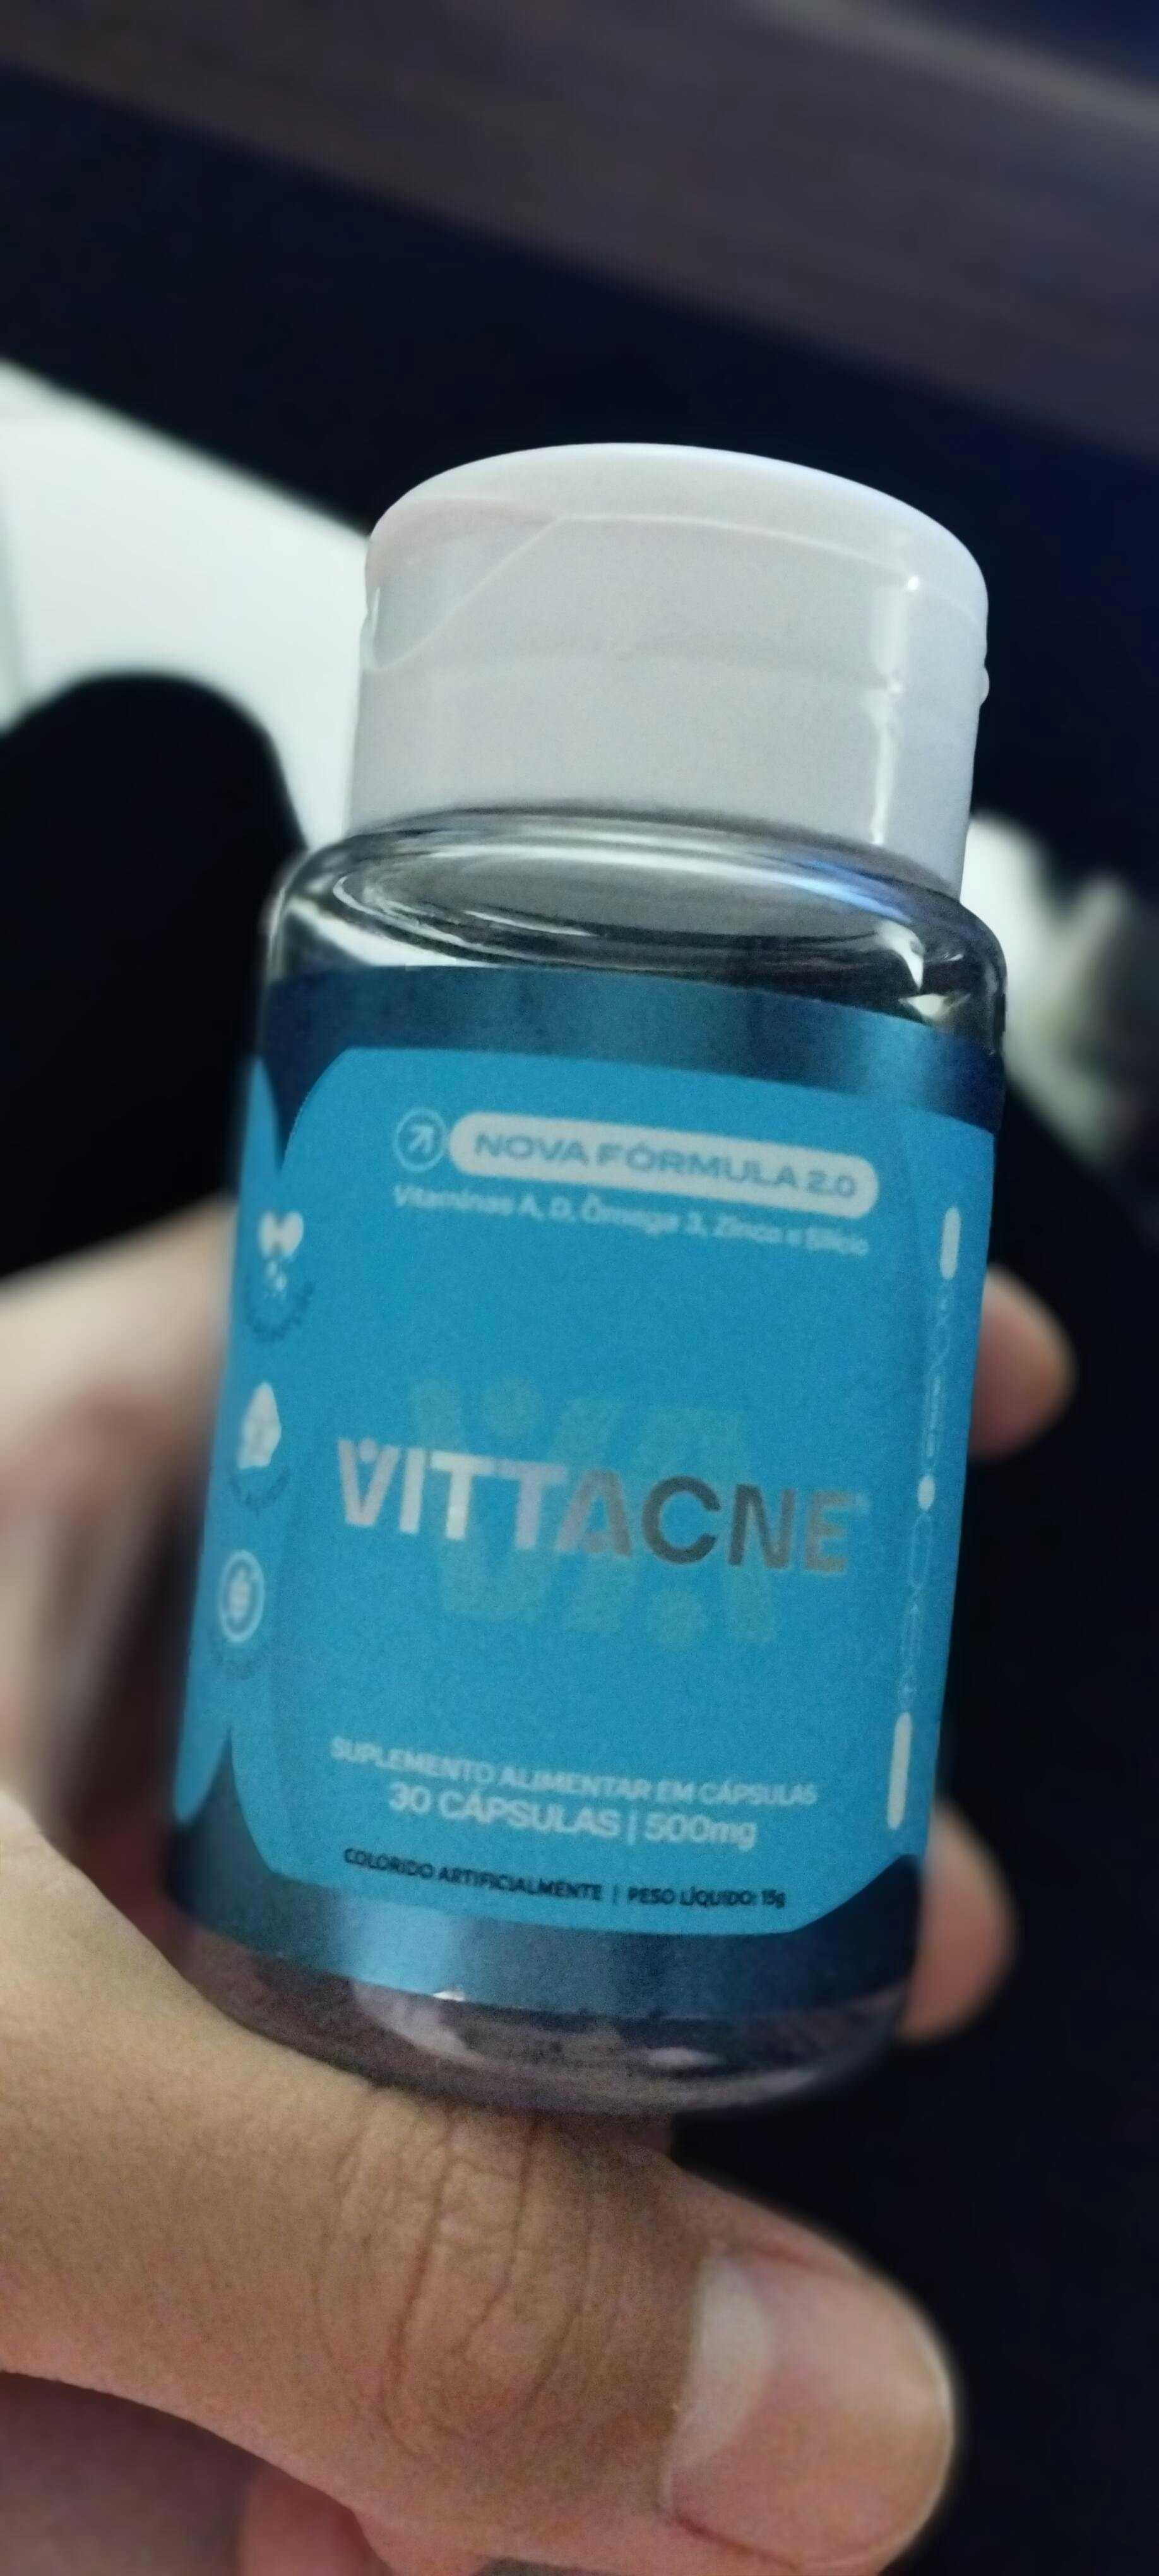 NOVA FÓRMULA 2.0
Vitaminas A, D, Ômega 3, Zinco e Silício
VITTACNE
SUPLEMENTO ALIMENTAR EM CÁPSULAS
30 CÁPSULAS | 500mg
COLORIDO ARTIFICIALMENTE | PESO LÍQUIDO: 15g